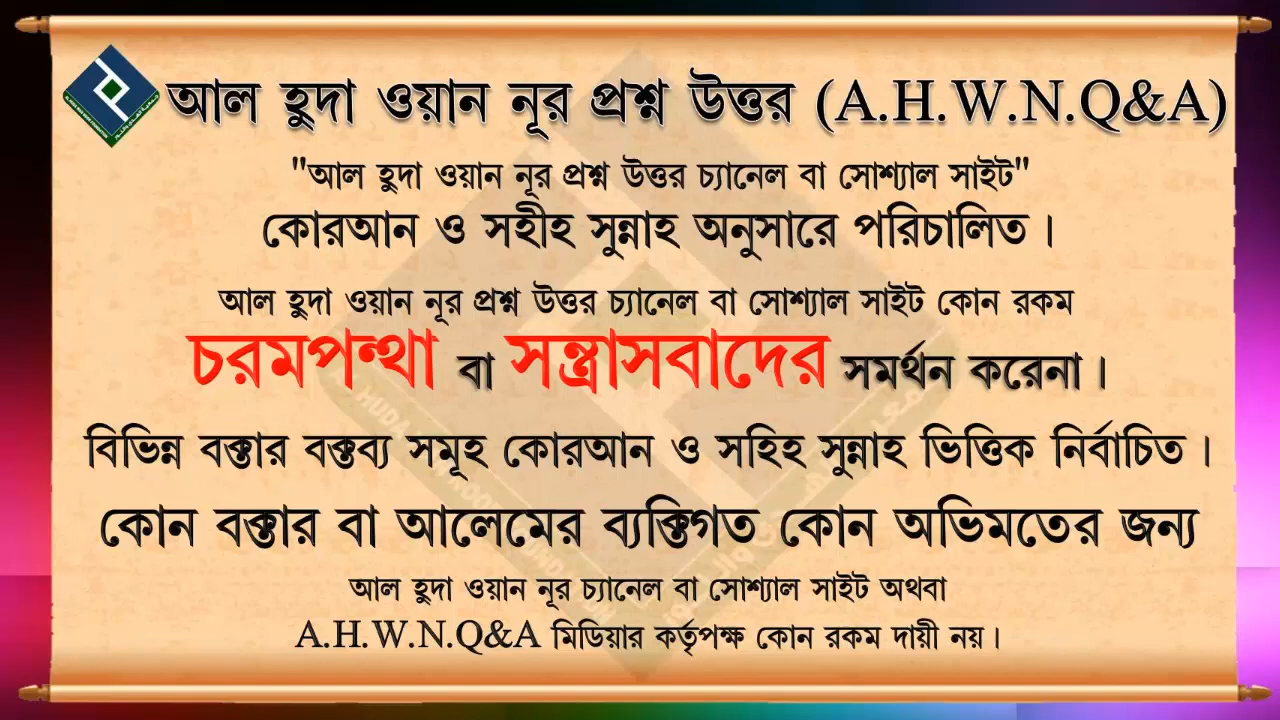 আল হুদা ওয়ান নূর প্রশ্ন উত্তর (A.H.W.N.Q&A)
"আল হুদা ওয়ান নূর প্রশ্ন উত্তর চ্যানেল বা সোশ্যাল সাইট"
কোরআন ও সহীহ সুন্নাহ অনুসারে পরিচালিত।
আল হুদা ওয়ান নূর প্রশ্ন উত্তর চ্যানেল বা সোশ্যাল সাইট কোন রকম
চরমপন্থা বা সন্ত্রাসবাদের সমর্থন করেনা।
বিভিন্ন বক্তার বক্তব্য সমূহ কোরআন ও সহিহ সুন্নাহ ভিত্তিক নির্বাচিত।
কোন বক্তার বা আলেমের ব্যক্তিগত কোন অভিমতের জন্য
আল হুদা ওয়ান নূর চ্যানেল বা সোশ্যাল সাইট অথবা
A.H.W.N.Q&A মিডিয়ার কর্তৃপক্ষ কোন রকম দায়ী নয়।